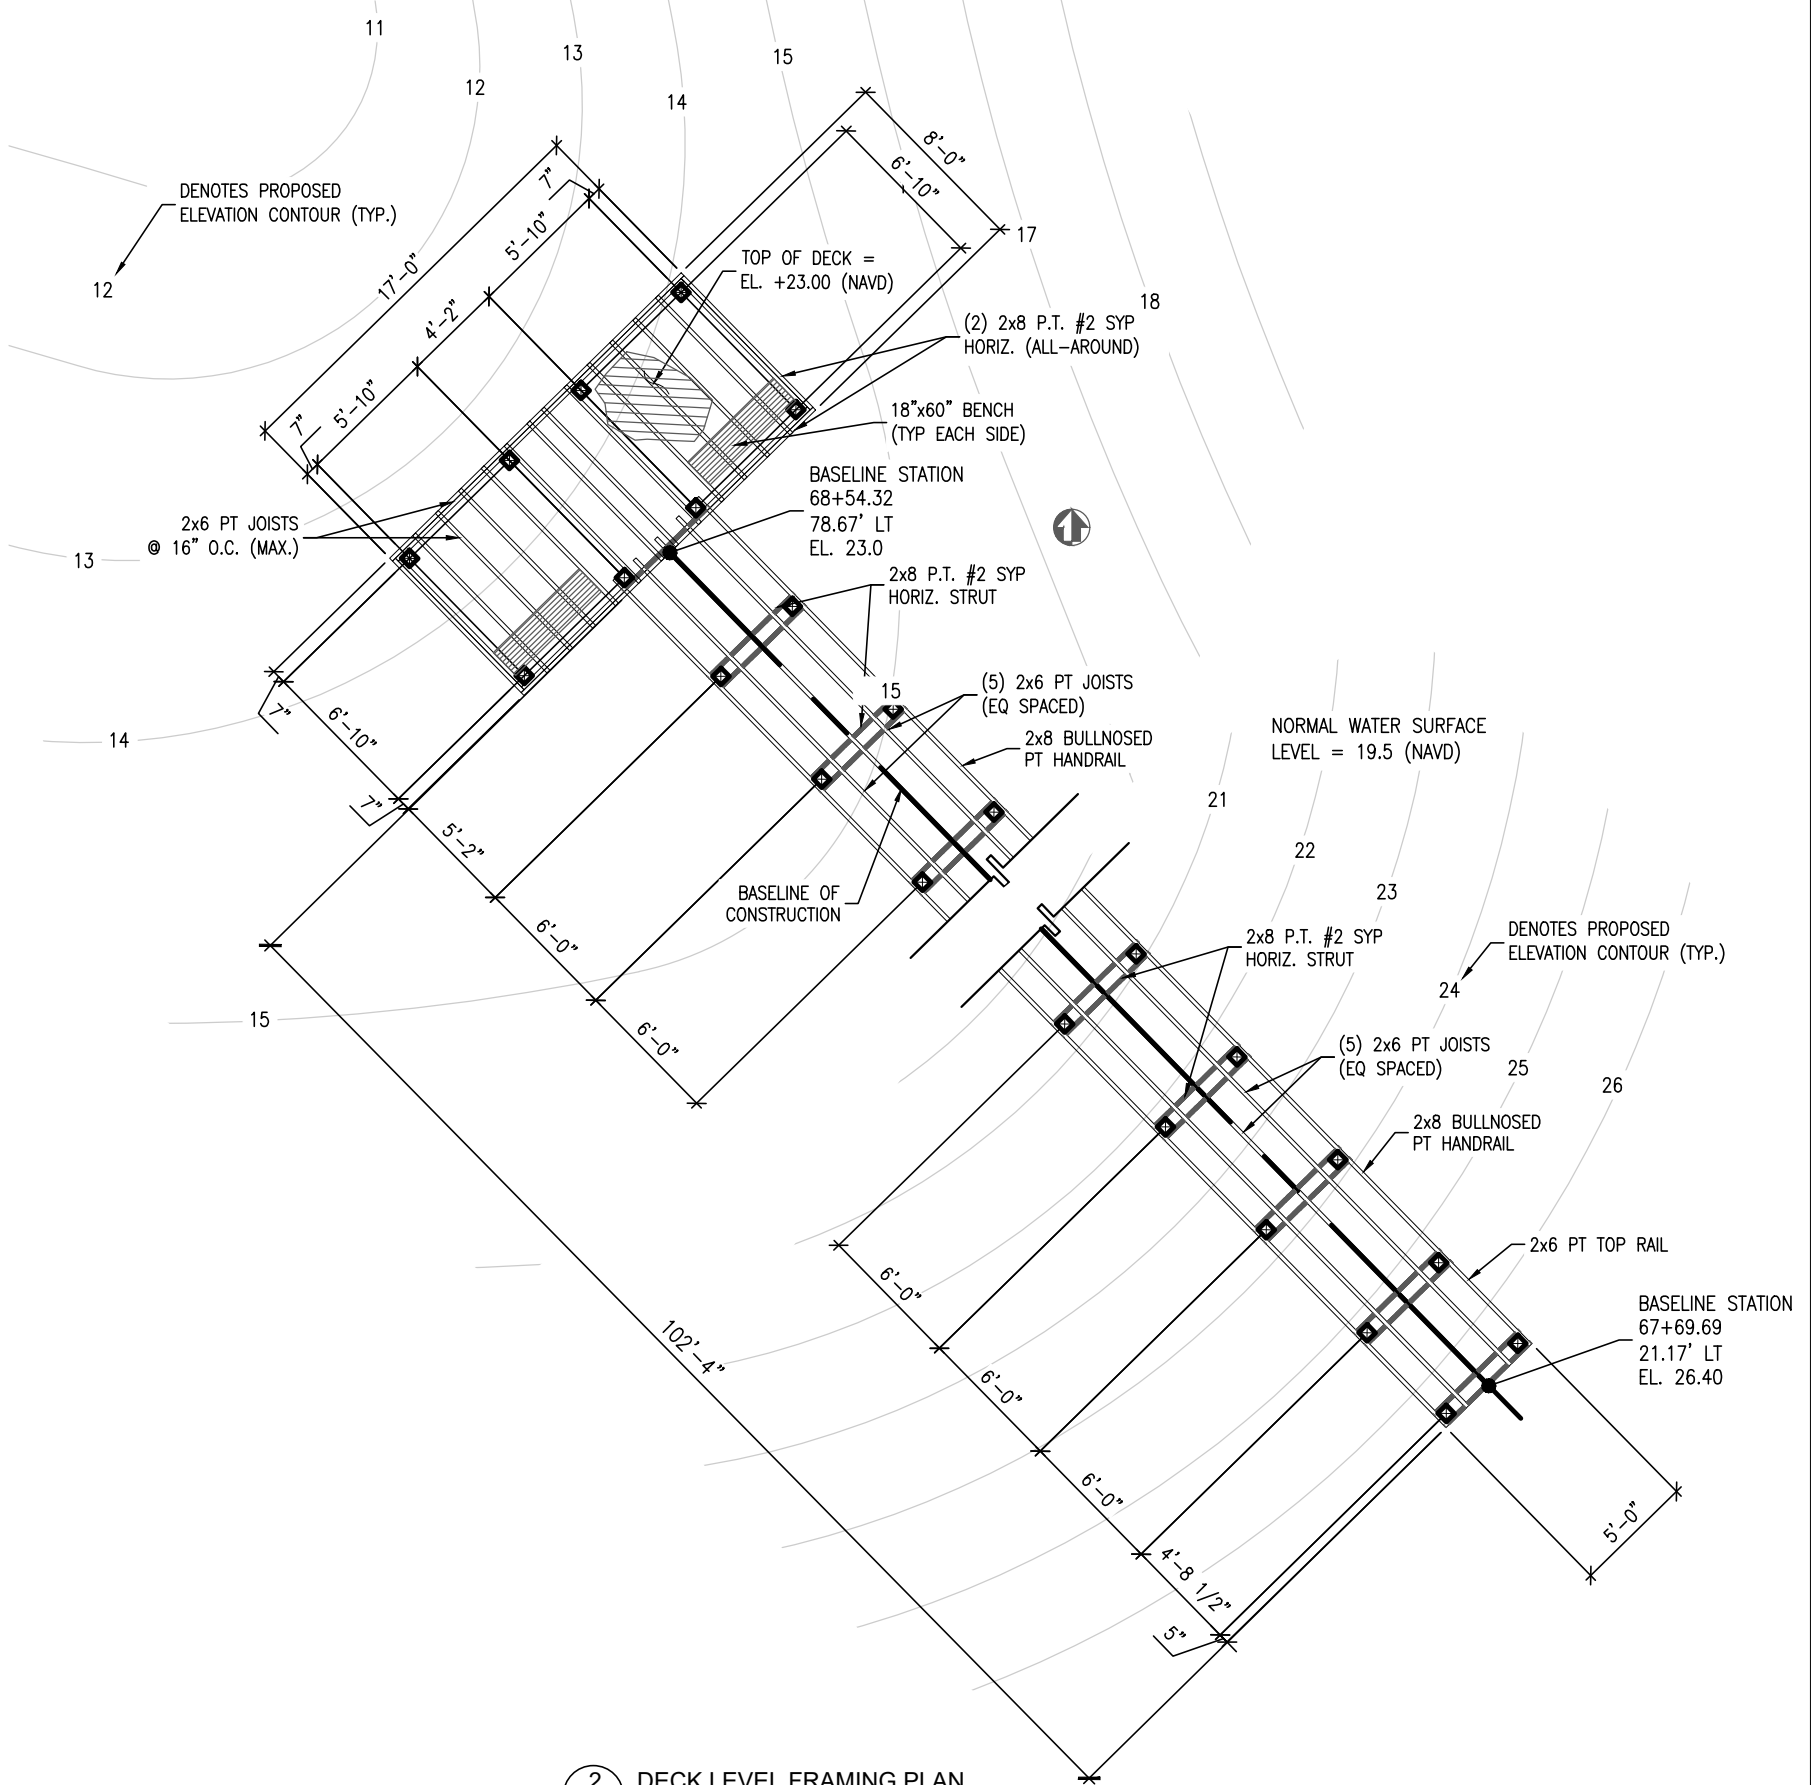 11
13
15
12
14
8'-0"
6'-10"
7"
DENOTES PROPOSED
ELEVATION CONTOUR (TYP.)
12
5'-10"
17'-0"
4'-2"
5'-10"
7"
17
18
TOP OF DECK =
EL. +23.00 (NAVD)
(2) 2x8 P.T. #2 SYP
HORIZ. (ALL-AROUND)
18"x60" BENCH
(TYP EACH SIDE)
BASELINE STATION
68+54.32
78.67' LT
EL. 23.0
2x6 PT JOISTS
@ 16" O.C. (MAX.)
13
2x8 P.T. #2 SYP
HORIZ. STRUT
(5) 2x6 PT JOISTS
(EQ SPACED)
15
2x8 BULLNOSED
PT HANDRAIL
NORMAL WATER SURFACE
LEVEL = 19.5 (NAVD)
14
7"
6'-10"
7"
5'-2"
6'-0"
6'-0"
BASELINE OF
CONSTRUCTION
15
21
22
23
24
25
26
2x8 P.T. #2 SYP
HORIZ. STRUT
DENOTES PROPOSED
ELEVATION CONTOUR (TYP.)
(5) 2x6 PT JOISTS
(EQ SPACED)
2x8 BULLNOSED
PT HANDRAIL
2x6 PT TOP RAIL
BASELINE STATION
67+69.69
21.17' LT
EL. 26.40
102'-4"
6'-0"
6'-0"
6'-0"
4'-8 1/2"
5"
5'-0"
2
DECK LEVEL FRAMING PLAN